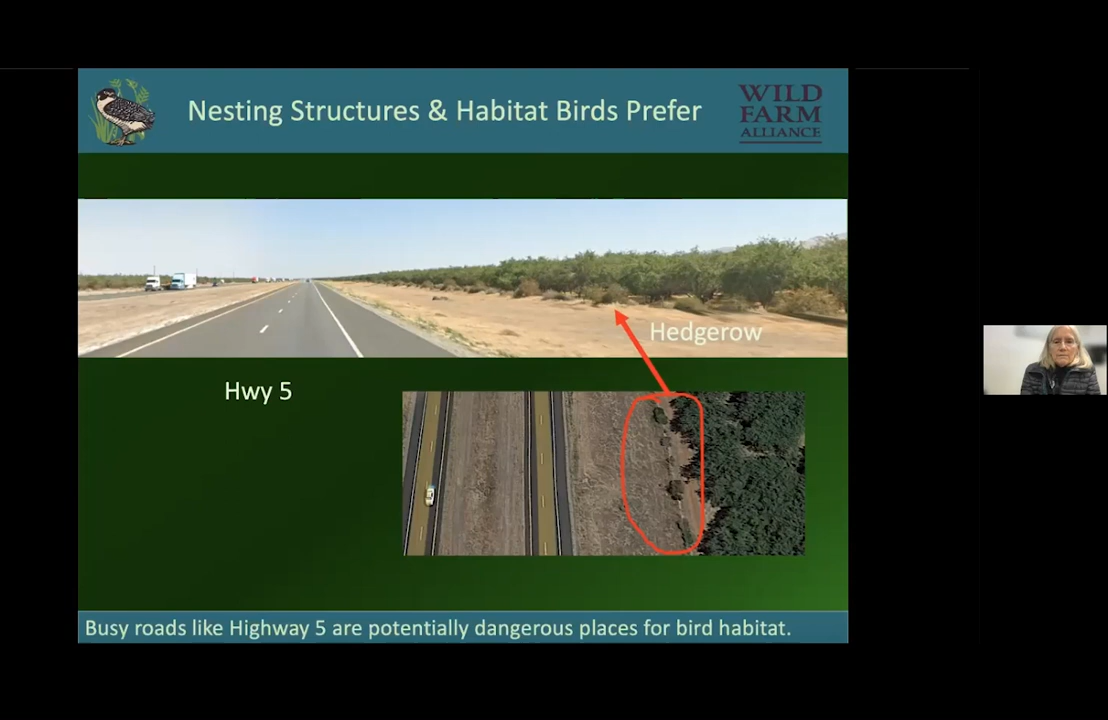 Nesting Structures & Habitat Birds Prefer
WILD
FARM
ALLIANCE
Hedgerow
Hwy 5
Busy roads like Highway 5 are potentially dangerous places for bird habitat.